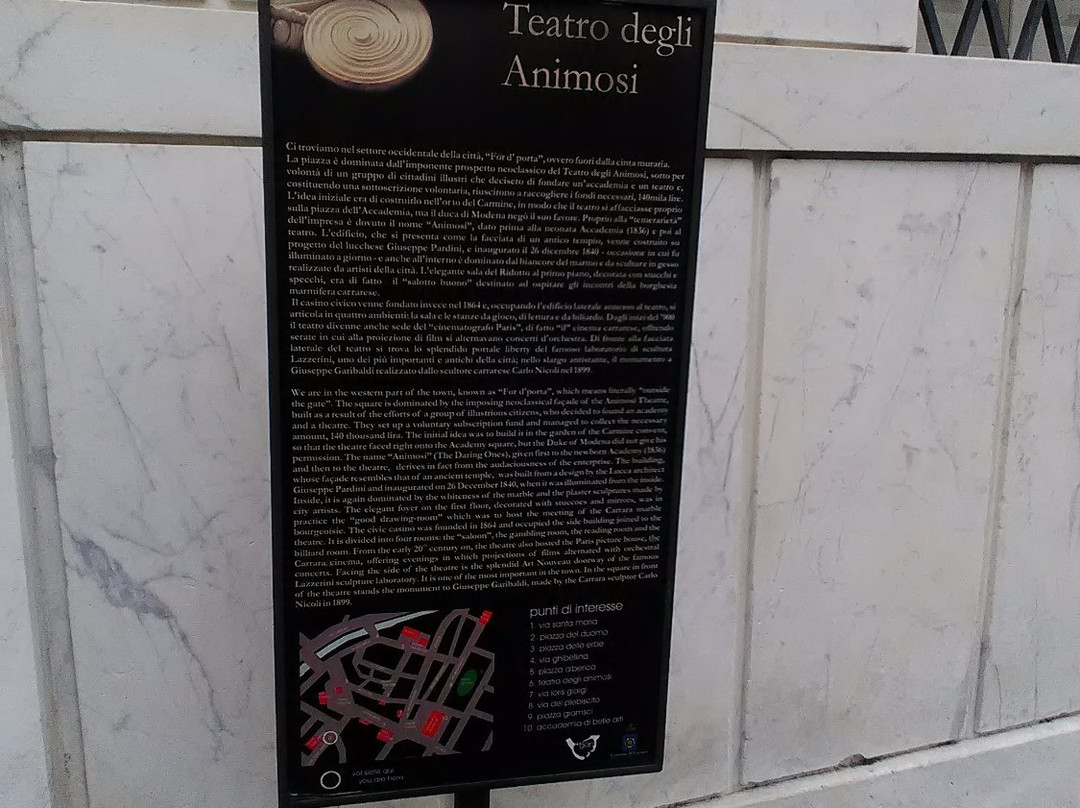 Teatro degli
Animosi
Ci troviamo nel settore occidentale della città, "For d' porta", ovvero fuori dalla cinta muraria.
La piazza è dominata dall'imponente prospetto neoclassico del Teatro degli Animosi, sorto per
volontà di un gruppo di cittadini illustri che decisero di fondare un'accademia e un teatro e,
costituendo una sottoscrizione volontaria, riuscirono a raccogliere i fondi necessari, 140mila lire.
L'idea iniziale era di costruirlo nell'orto del Carmine, in modo che il teatro si affacciasse proprio
sulla piazza dell'Accademia, ma il duca di Modena negò il suo favore. Proprio alla "temerarietà"
dell'impresa è dovuto il nome "Animosi", dato prima alla neonata Accademia (1836) e poi al
teatro. L'edificio, che si presenta come la facciata di un antico tempio, venne costruito su
progetto del lucchese Giuseppe Pardini, e inaugurato il 26 dicembre 1840 - occasione in cui fu
illuminato a giorno - e anche all'interno è dominato dal biancore del marmo e da sculture in gesso
realizzate da artisti della città. L'elegante sala del Ridotto al primo piano, decorata con stucchi e
specchi, era di fatto il "salotto buono" destinato ad ospitare gli incontri della borghesia
marmifera carrarese.
Il casino civico venne fondato invece nel 1864 e, occupando l'edificio laterale annesso al teatro, si
articola in quattro ambienti: la sala e le stanze da gioco, di lettura e da biliardo. Dagli inizi del '900
il teatro divenne anche sede del "cinematografo Paris", di fatto "il" cinema carrarese, offrendo
serate in cui alla proiezione di film si alternavano concerti d'orchestra. Di fronte alla facciata
laterale del teatro si trova lo splendido portale liberty del famoso laboratorio di scultura
Lazzerini, uno dei più importanti e antichi della città; nello slargo antistante, il monumento a
Giuseppe Garibaldi realizzato dallo scultore carrarese Carlo Nicoli nel 1899.
We are in the western part of the town, known as "For d'porta", which means literally "outside
the gate". The square is dominated by the imposing neoclassical façade of the Animosi Theatre,
built as a result of the efforts of a group of illustrious citizens, who decided to found an academy
and a theatre. They set up a voluntary subscription fund and managed to collect the necessary
amount, 140 thousand lira. The initial idea was to build it in the garden of the Carmine convent,
so that the theatre faced right onto the Academy square, but the Duke of Modena did not give his
permission. The name "Animosi" (The Daring Ones), given first to the newborn Academy (1836)
and then to the theatre, derives in fact from the audaciousness of the enterprise. The building,
whose façade resembles that of an ancient temple, was built from a design by the Lucca architect
Giuseppe Pardini and inaugurated on 26 December 1840, when it was illuminated from the inside.
Inside, it is again dominated by the whiteness of the marble and the plaster sculptures made by
city artists. The elegant foyer on the first floor, decorated with stuccoes and mirrors, was in
practice the "good drawing-room" which was to host the meeting of the Carrara marble
bourgeoisie. The civic casino was founded in 1864 and occupied the side building joined to the
theatre. It is divided into four rooms: the "saloon", the gambling room, the reading room and the
billiard room. From the early 20th century on, the theatre also hosted the Paris picture house, the
Carrara cinema, offering evenings in which projections of films alternated with orchestral
concerts. Facing the side of the theatre is the splendid Art Nouveau doorway of the famous
Lazzerini sculpture laboratory. It is one of the most important in the town. In the square in front
of the theatre stands the monument to Giuseppe Garibaldi, made by the Carrara sculptor Carlo
Nicoli in 1899.
punti di interesse
1. via santa maria
2. piazza del duomo
3. piazza delle erbe
4. via ghibellina
5. piazza alberica
6. teatro degli animosi
7. via loris giorgi
8. via del plebiscito
9. piazza gramsci
10. accademia di belle arti
voi siete qui
you are here